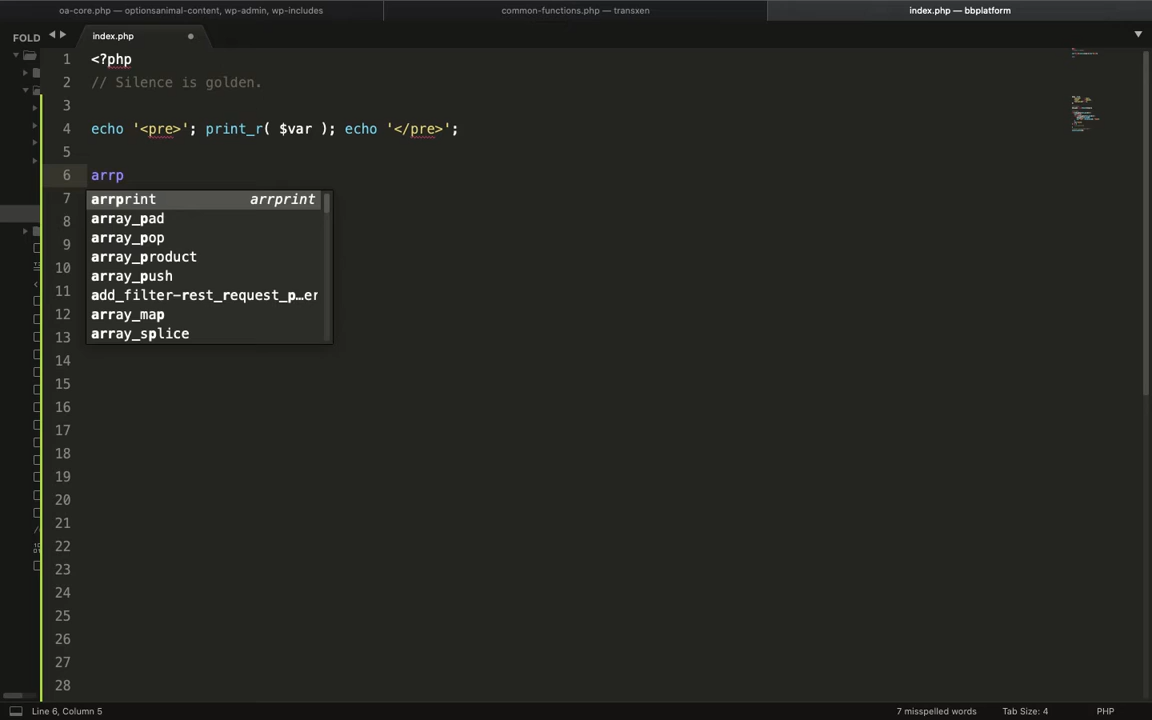 oa-core.php — optionsanimal-content, wp-admin, wp-includes
common-functions.php — transxen
index.php — bbplatform
FOLD
index.php
1 <?php
2 // Silence is golden.
3
4 echo '<pre>'; print_r( $var ); echo '</pre>';
5
6 arrp
7 arrprint arrprint
8 array_pad
9 array_pop
10 array_product
11 array_push
add_filter-rest_request_p…er
12 array_map
13 array_splice
14
15
16
17
18
19
20
21
22
23
24
25
26
27
28
Line 6, Column 5
7 misspelled words
Tab Size: 4
PHP